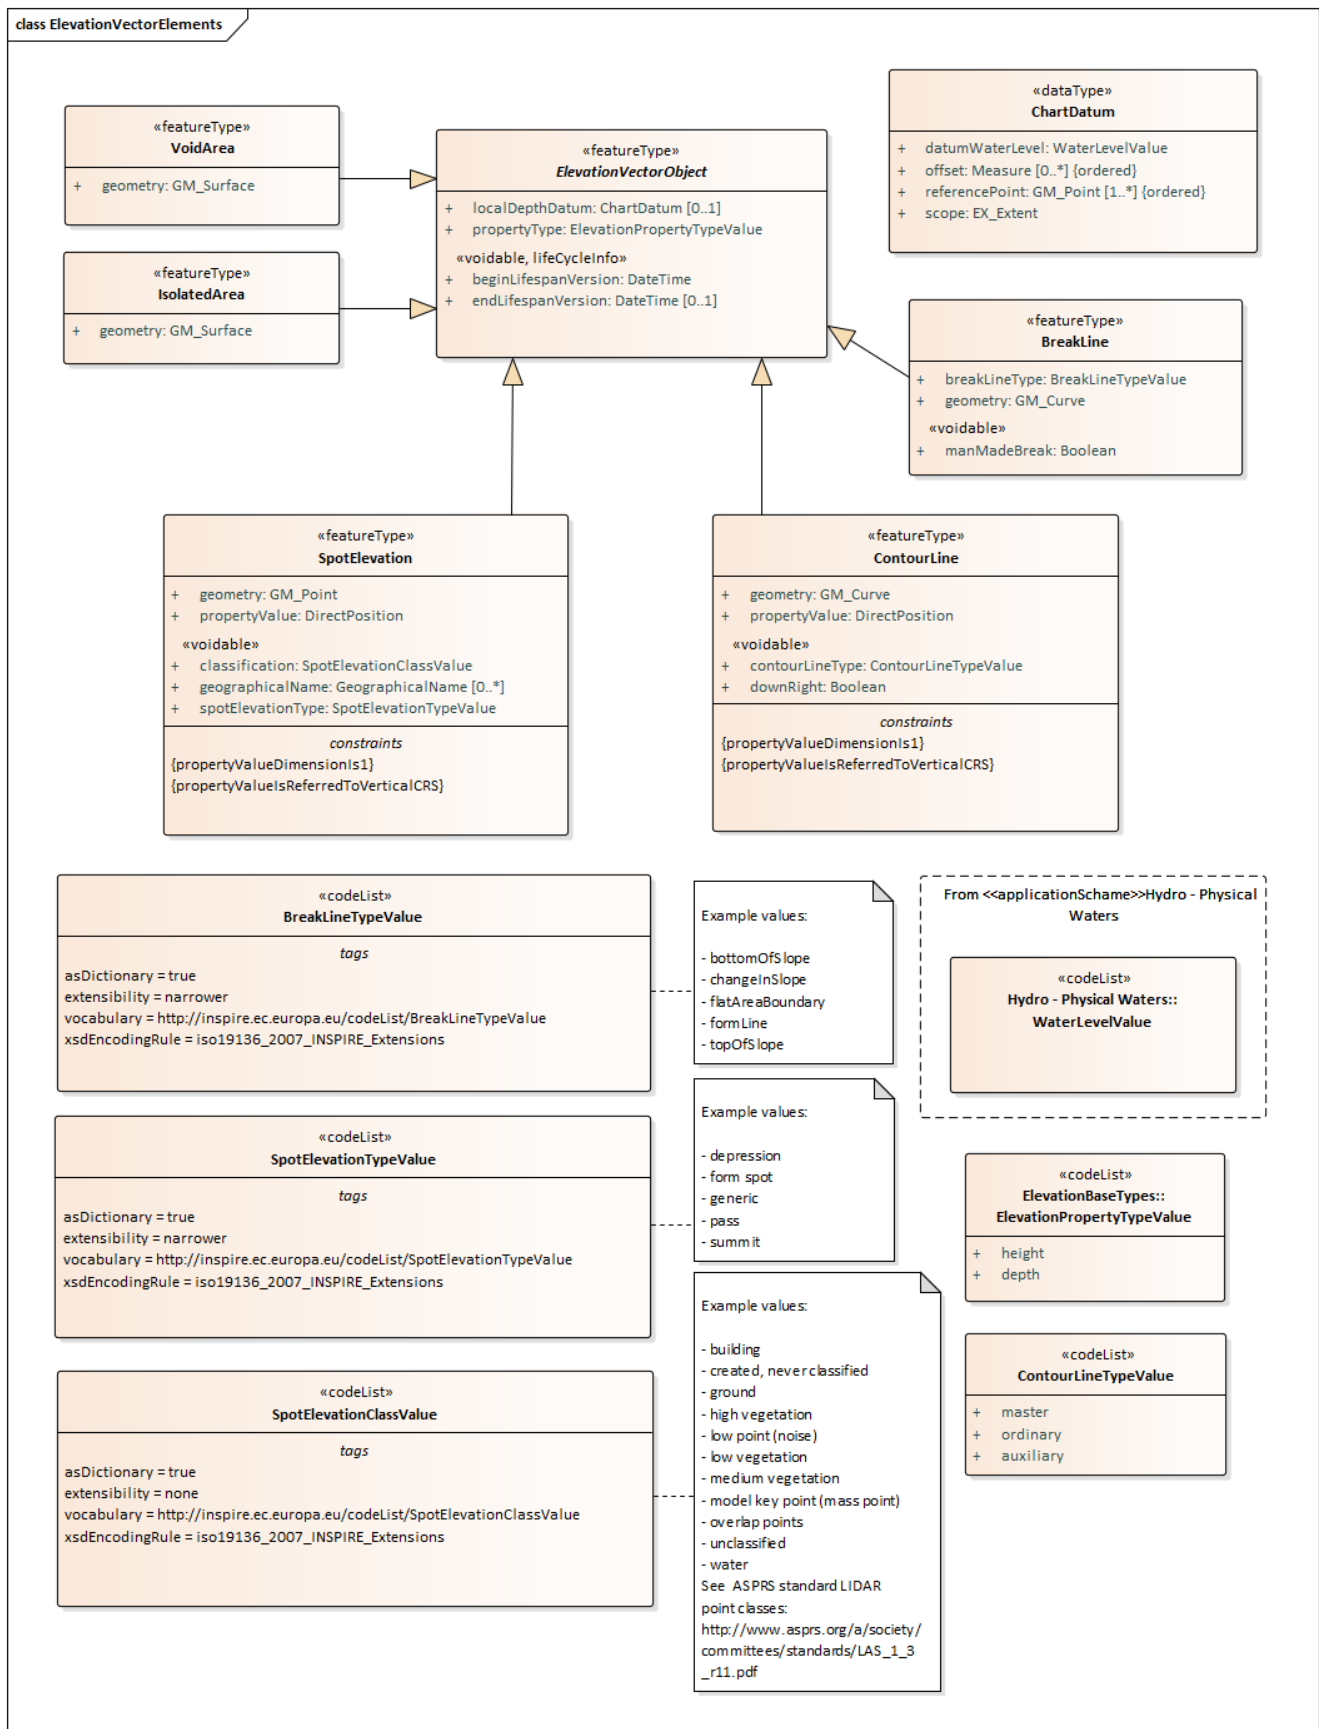 class ElevationVectorElements
«featureType»
VoidArea
+ geometry: GM_Surface
«featureType»
IsolatedArea
+ geometry: GM_Surface
«featureType»
ElevationVectorObject
+ localDepthDatum: ChartDatum [0..1]
+ propertyType: ElevationPropertyTypeValue
«voidable, lifeCycleInfo»
+ beginLifespanVersion: DateTime
+ endLifespanVersion: DateTime [0..1]
«dataType»
ChartDatum
+ datumWaterLevel: WaterLevelValue
+ offset: Measure [0..*] {ordered}
+ referencePoint: GM_Point [1..*] {ordered}
+ scope: EX_Extent
«featureType»
BreakLine
+ breakLineType: BreakLineTypeValue
+ geometry: GM_Curve
«voidable»
+ manMadeBreak: Boolean
«featureType»
SpotElevation
+ geometry: GM_Point
+ propertyValue: DirectPosition
«voidable»
+ classification: SpotElevationClassValue
+ geographicalName: GeographicalName [0..*]
+ spotElevationType: SpotElevationTypeValue
constraints
{propertyValueDimensionIs1}
{propertyValueIsReferredToVerticalCRS}
«featureType»
ContourLine
+ geometry: GM_Curve
+ propertyValue: DirectPosition
«voidable»
+ contourLineType: ContourLineTypeValue
+ downRight: Boolean
constraints
{propertyValueDimensionIs1}
{propertyValueIsReferredToVerticalCRS}
«codeList»
BreakLineTypeValue
tags
asDictionary = true
extensibility = narrower
vocabulary = http://inspire.ec.europa.eu/codeList/BreakLineTypeValue
xsdEncodingRule = iso19136_2007_INSPIRE_Extensions
Example values:
- bottomOfSlope
- changeInSlope
- flatAreaBoundary
- formLine
- topOfSlope
From <<applicationSchame>>Hydro - Physical
Waters
«codeList»
Hydro - Physical Waters::
WaterLevelValue
«codeList»
SpotElevationTypeValue
tags
asDictionary = true
extensibility = narrower
vocabulary = http://inspire.ec.europa.eu/codeList/SpotElevationTypeValue
xsdEncodingRule = iso19136_2007_INSPIRE_Extensions
Example values:
- depression
- form spot
- generic
- pass
- summit
«codeList»
ElevationBaseTypes::
ElevationPropertyTypeValue
+ height
+ depth
«codeList»
SpotElevationClassValue
tags
asDictionary = true
extensibility = none
vocabulary = http://inspire.ec.europa.eu/codeList/SpotElevationClassValue
xsdEncodingRule = iso19136_2007_INSPIRE_Extensions
Example values:
- building
- created, never classified
- ground
- high vegetation
- low point (noise)
- low vegetation
- medium vegetation
- model key point (mass point)
- overlap points
- unclassified
- water
See ASPRS standard LIDAR
point classes:
http://www.asprs.org/a/society/
committees/standards/LAS_1_3
_r11.pdf
«codeList»
ContourLineTypeValue
+ master
+ ordinary
+ auxiliary